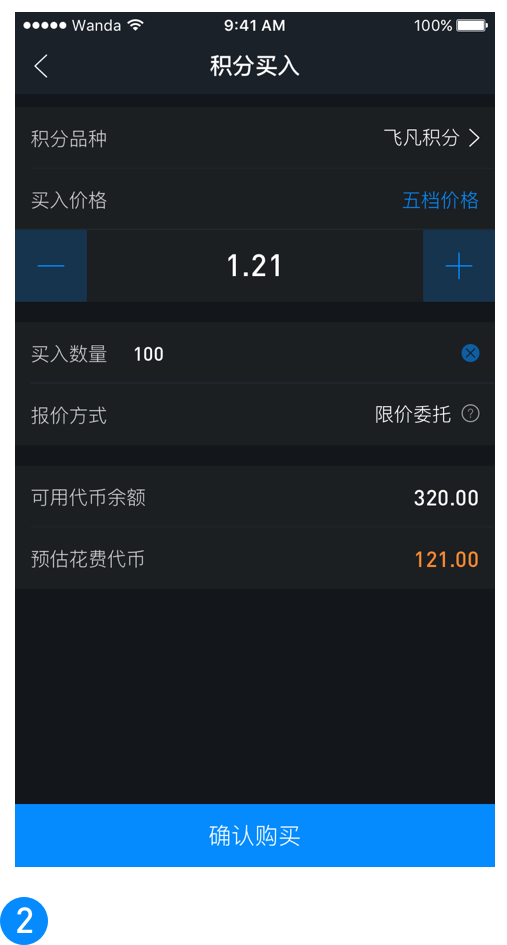 Wanda 9:41 AM 100%
积分买入
积分品种 飞凡积分
买入价格 五档价格
1.21
买入数量 100
报价方式 限价委托 ?
可用代币余额 320.00
预估花费代币 121.00
确认购买
2